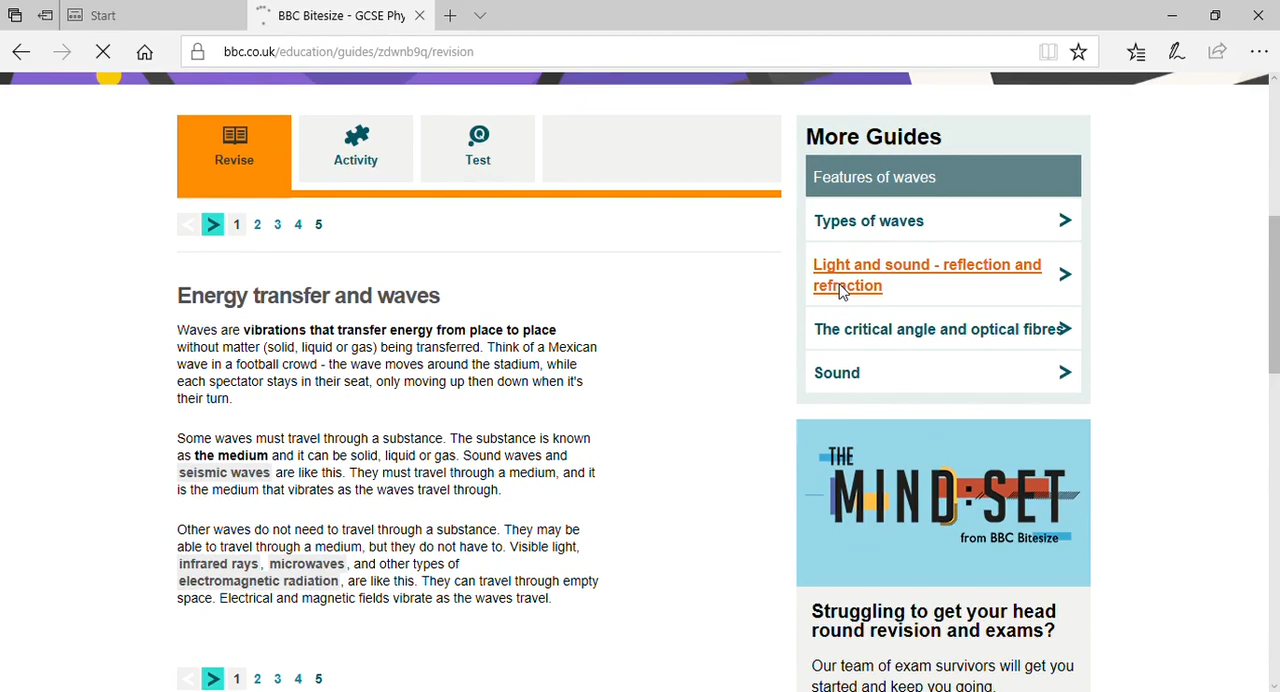 Start
BBC Bitesize - GCSE Phy
bbc.co.uk/education/guides/zdwnb9q/revision
Revise
Activity
Test
< > 1 2 3 4 5
Energy transfer and waves
Waves are vibrations that transfer energy from place to place
without matter (solid, liquid or gas) being transferred. Think of a Mexican
wave in a football crowd - the wave moves around the stadium, while
each spectator stays in their seat, only moving up then down when it's
their turn.
Some waves must travel through a substance. The substance is known
as the medium and it can be solid, liquid or gas. Sound waves and
seismic waves are like this. They must travel through a medium, and it
is the medium that vibrates as the waves travel through.
Other waves do not need to travel through a substance. They may be
able to travel through a medium, but they do not have to. Visible light,
infrared rays, microwaves, and other types of
electromagnetic radiation, are like this. They can travel through empty
space. Electrical and magnetic fields vibrate as the waves travel.
< > 1 2 3 4 5
More Guides
Features of waves
Types of waves >
Light and sound - reflection and
refraction >
The critical angle and optical fibres >
Sound >
THE
MIND:SET
from BBC Bitesize
Struggling to get your head
round revision and exams?
Our team of exam survivors will get you
started and keep you going.